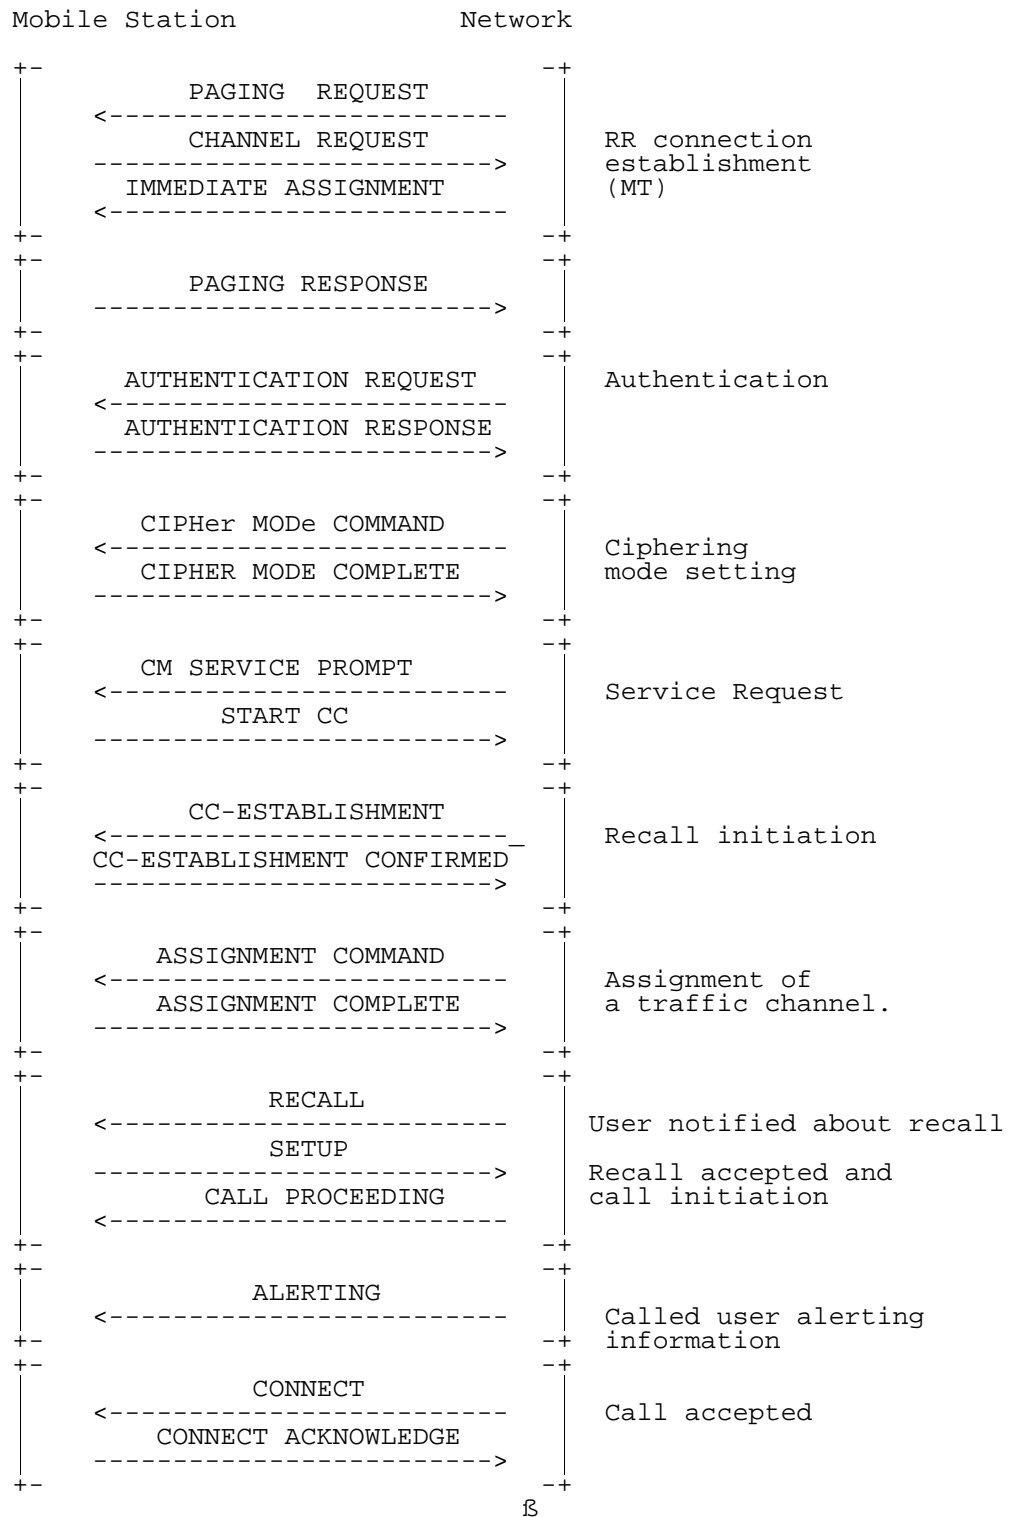 Mobile Station Network
+- -+
PAGING  REQUEST
<-------------------------
CHANNEL REQUEST RR connection
-------------------------> establishment
IMMEDIATE ASSIGNMENT (MT)
<-------------------------
+- -+
+- -+
PAGING RESPONSE
------------------------->
+- -+
+- -+
AUTHENTICATION REQUEST Authentication
<-------------------------
AUTHENTICATION RESPONSE
------------------------->
+- -+
+- -+
CIPHer MODe COMMAND
<------------------------- Ciphering
CIPHER MODE COMPLETE mode setting
------------------------->
+- -+
+- -+
CM SERVICE PROMPT
<------------------------- Service Request
START CC
------------------------->
+- -+
+- -+
CC-ESTABLISHMENT
<-------------------------_ Recall initiation
CC-ESTABLISHMENT CONFIRMED
------------------------->
+- -+
+- -+
ASSIGNMENT COMMAND
<------------------------- Assignment of
ASSIGNMENT COMPLETE a traffic channel.
------------------------->
+- -+
+- -+
RECALL
<------------------------- User notified about recall
SETUP
-------------------------> Recall accepted and
CALL PROCEEDING call initiation
<-------------------------
+- -+
+- -+
ALERTING
<------------------------- Called user alerting
+- -+ information
+- -+
CONNECT
<------------------------- Call accepted
CONNECT ACKNOWLEDGE
------------------------->
+- -+
ß